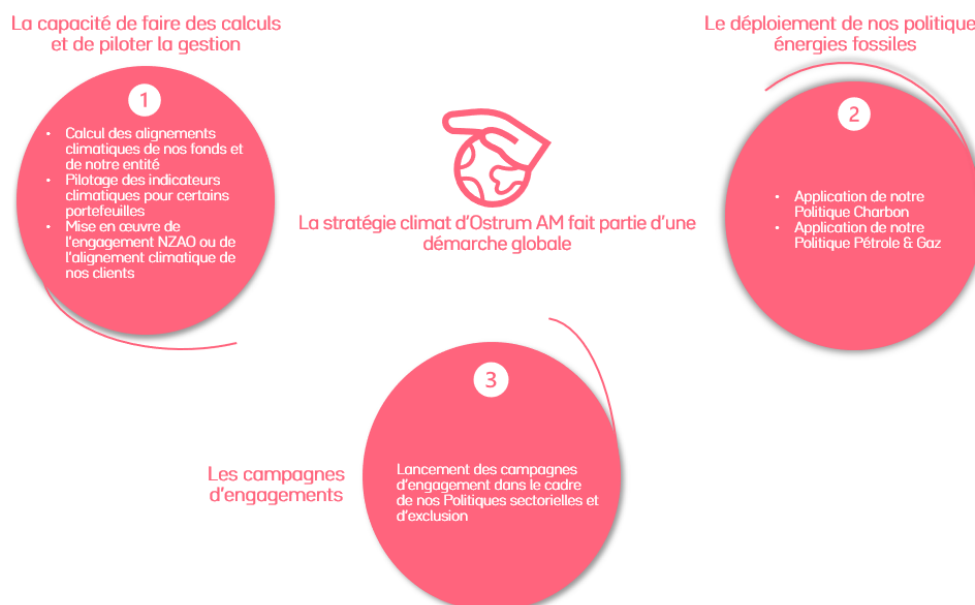 La capacité de faire des calculs
et de piloter la gestion
1
• Calcul des alignements
climatiques de nos fonds et
de notre entité
• Pilotage des indicateurs
climatiques pour certains
portefeuilles
• Mise en œuvre de
l'engagement NZAO ou de
l'alignement climatique de
nos clients
La stratégie climat d'Ostrum AM fait partie d'une
démarche globale
Le déploiement de nos politique
énergies fossiles
2
• Application de notre
Politique Charbon
• Application de notre
Politique Pétrole & Gaz
Les campagnes
d'engagements
3
Lancement des campagnes
d'engagement dans le cadre
de nos Politiques sectorielles et
d'exclusion